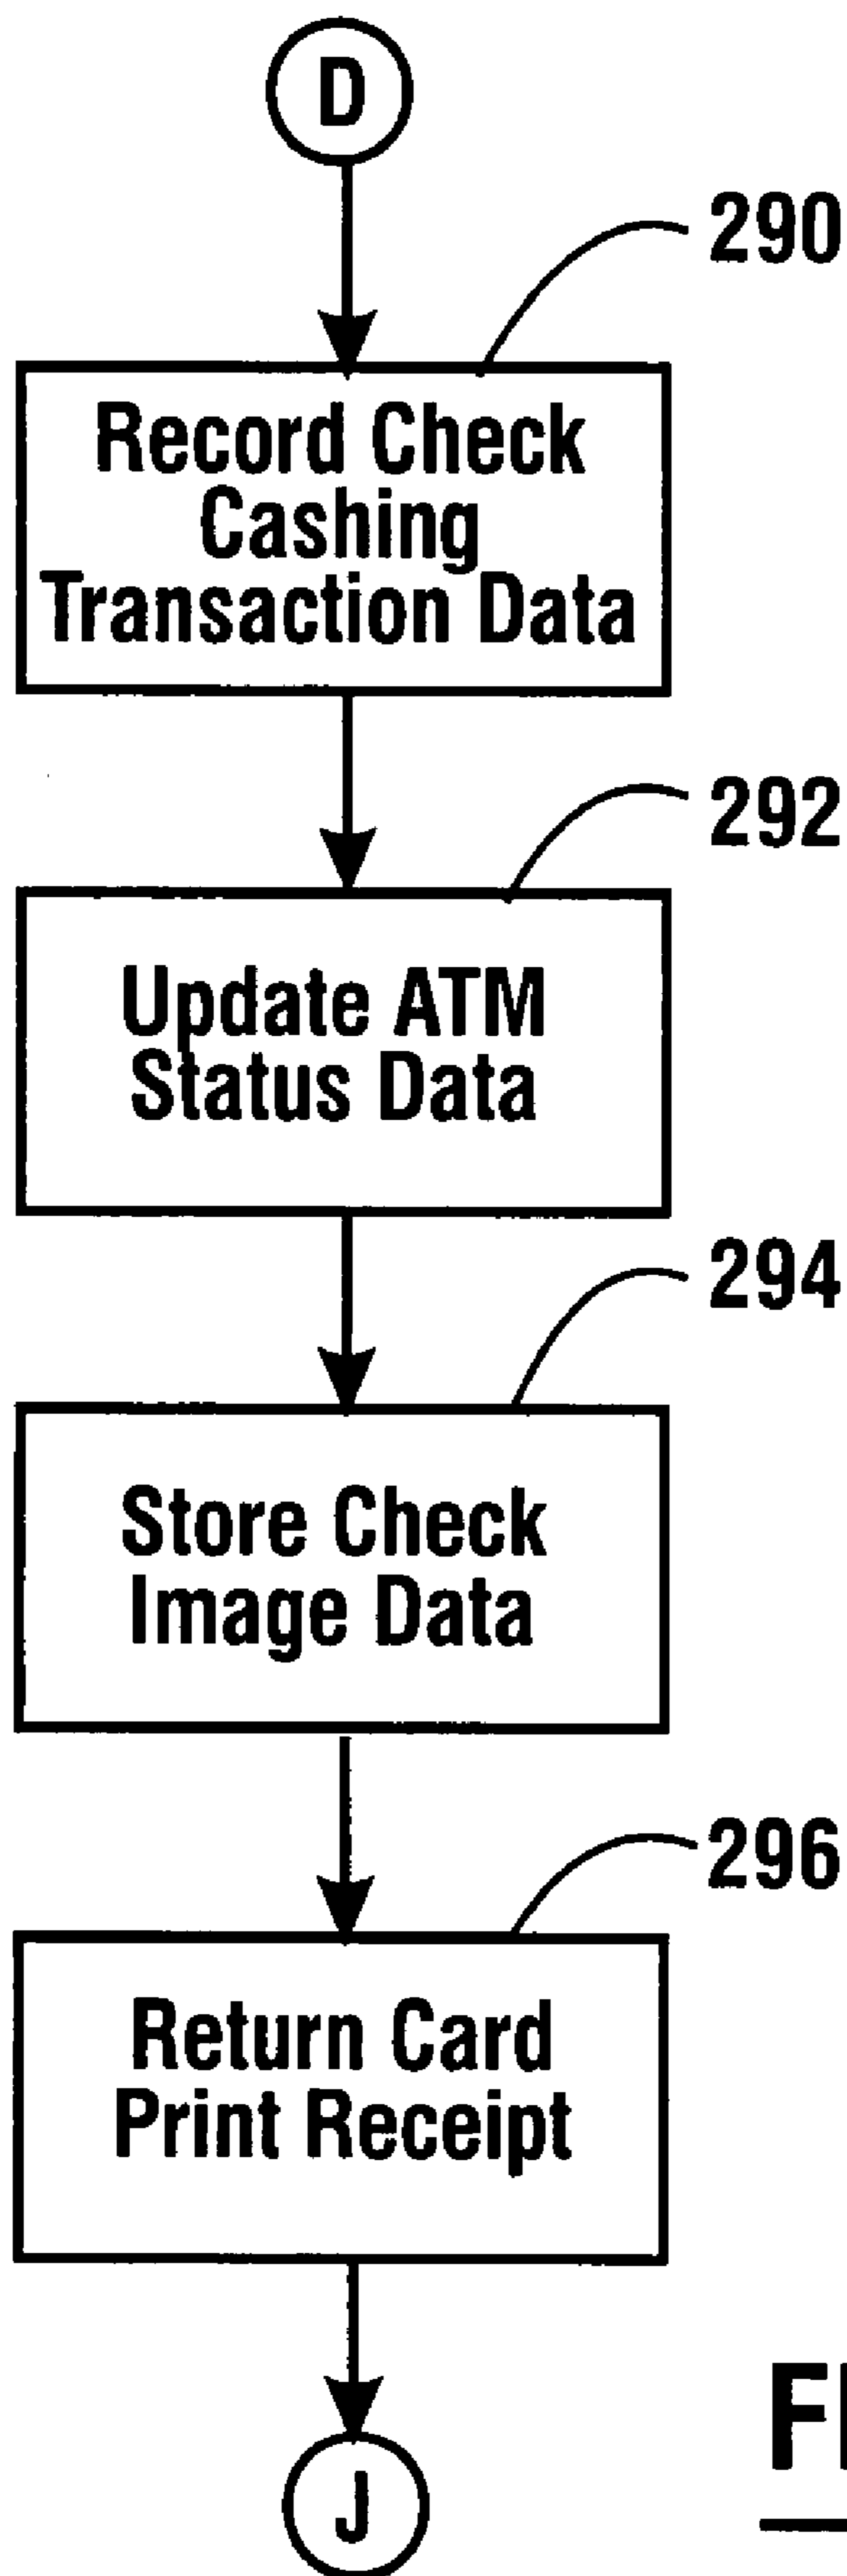 D
290
Record Check
Cashing
Transaction Data
292
Update ATM
Status Data
294
Store Check
Image Data
296
Return Card
Print Receipt
J